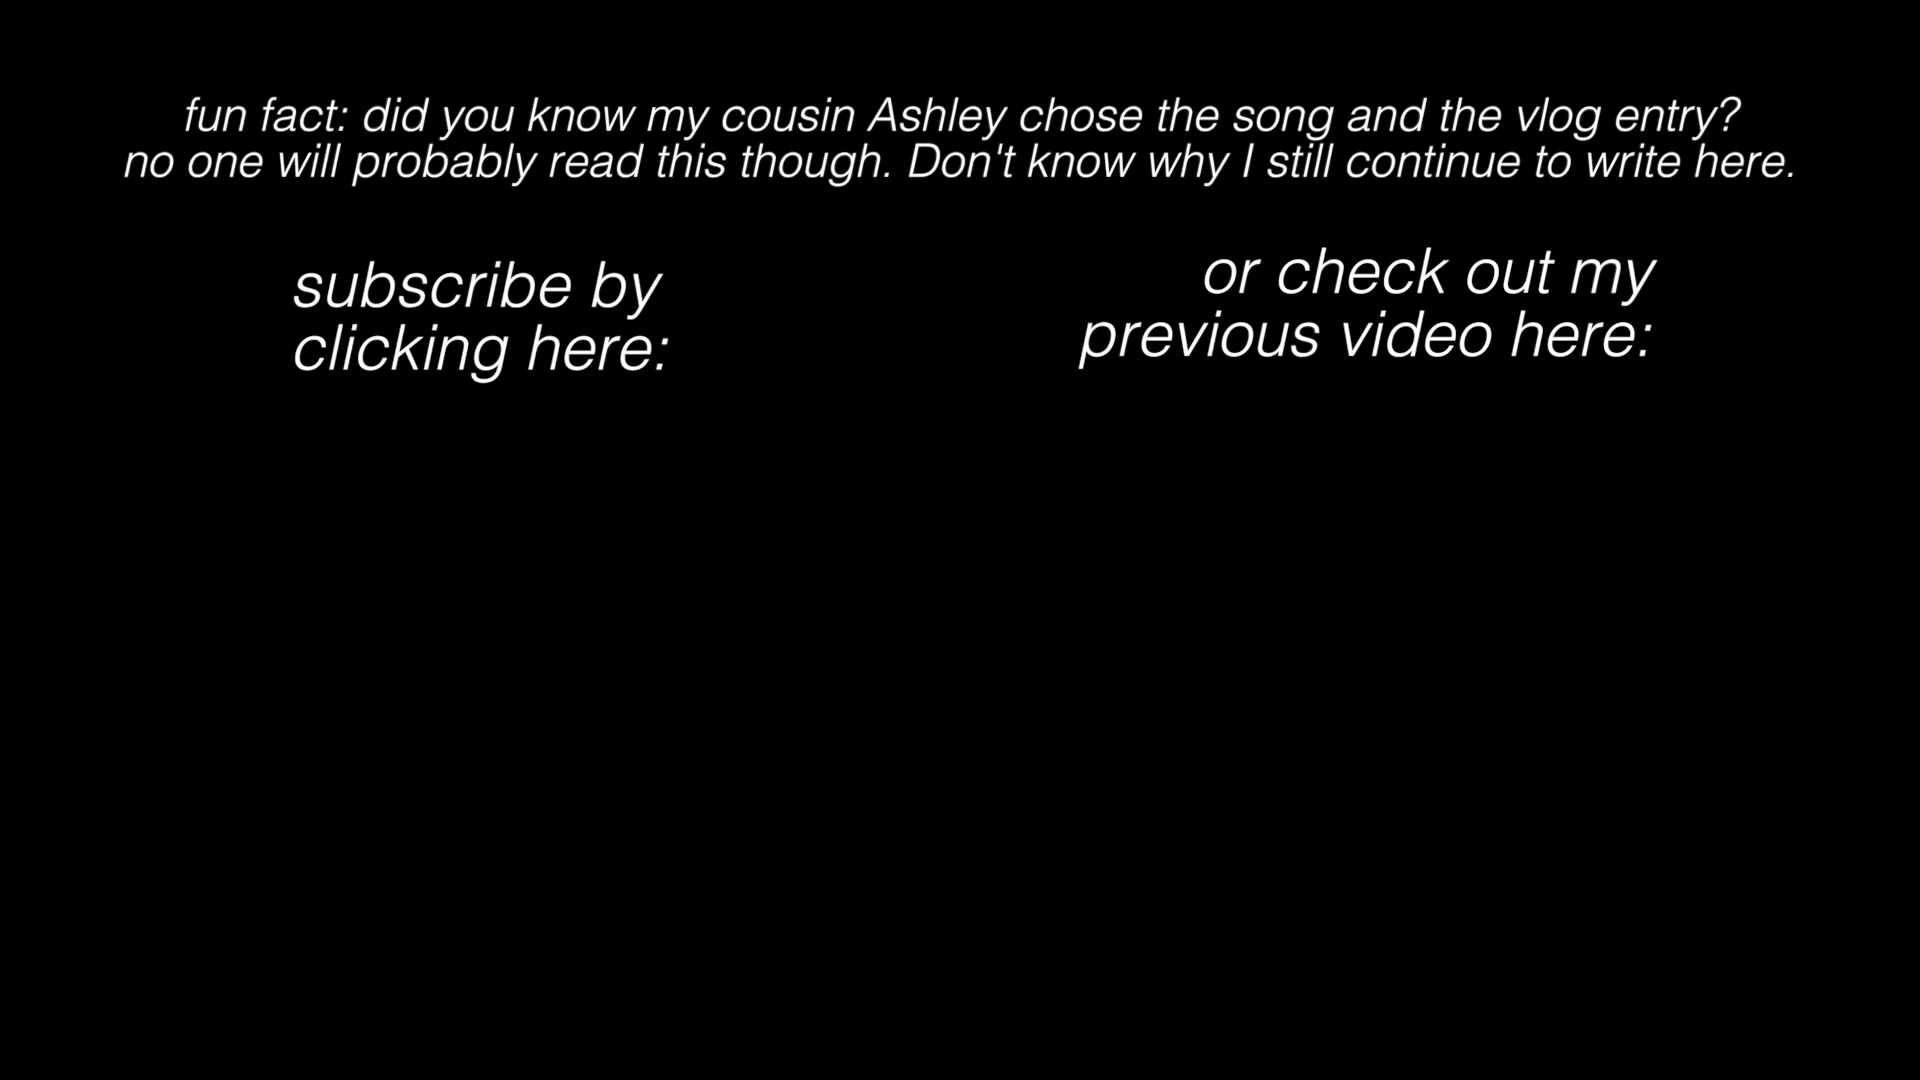 fun fact: did you know my cousin Ashley chose the song and the vlog entry?
no one will probably read this though. Don't know why I still continue to write here.
subscribe by
clicking here:
or check out my
previous video here: